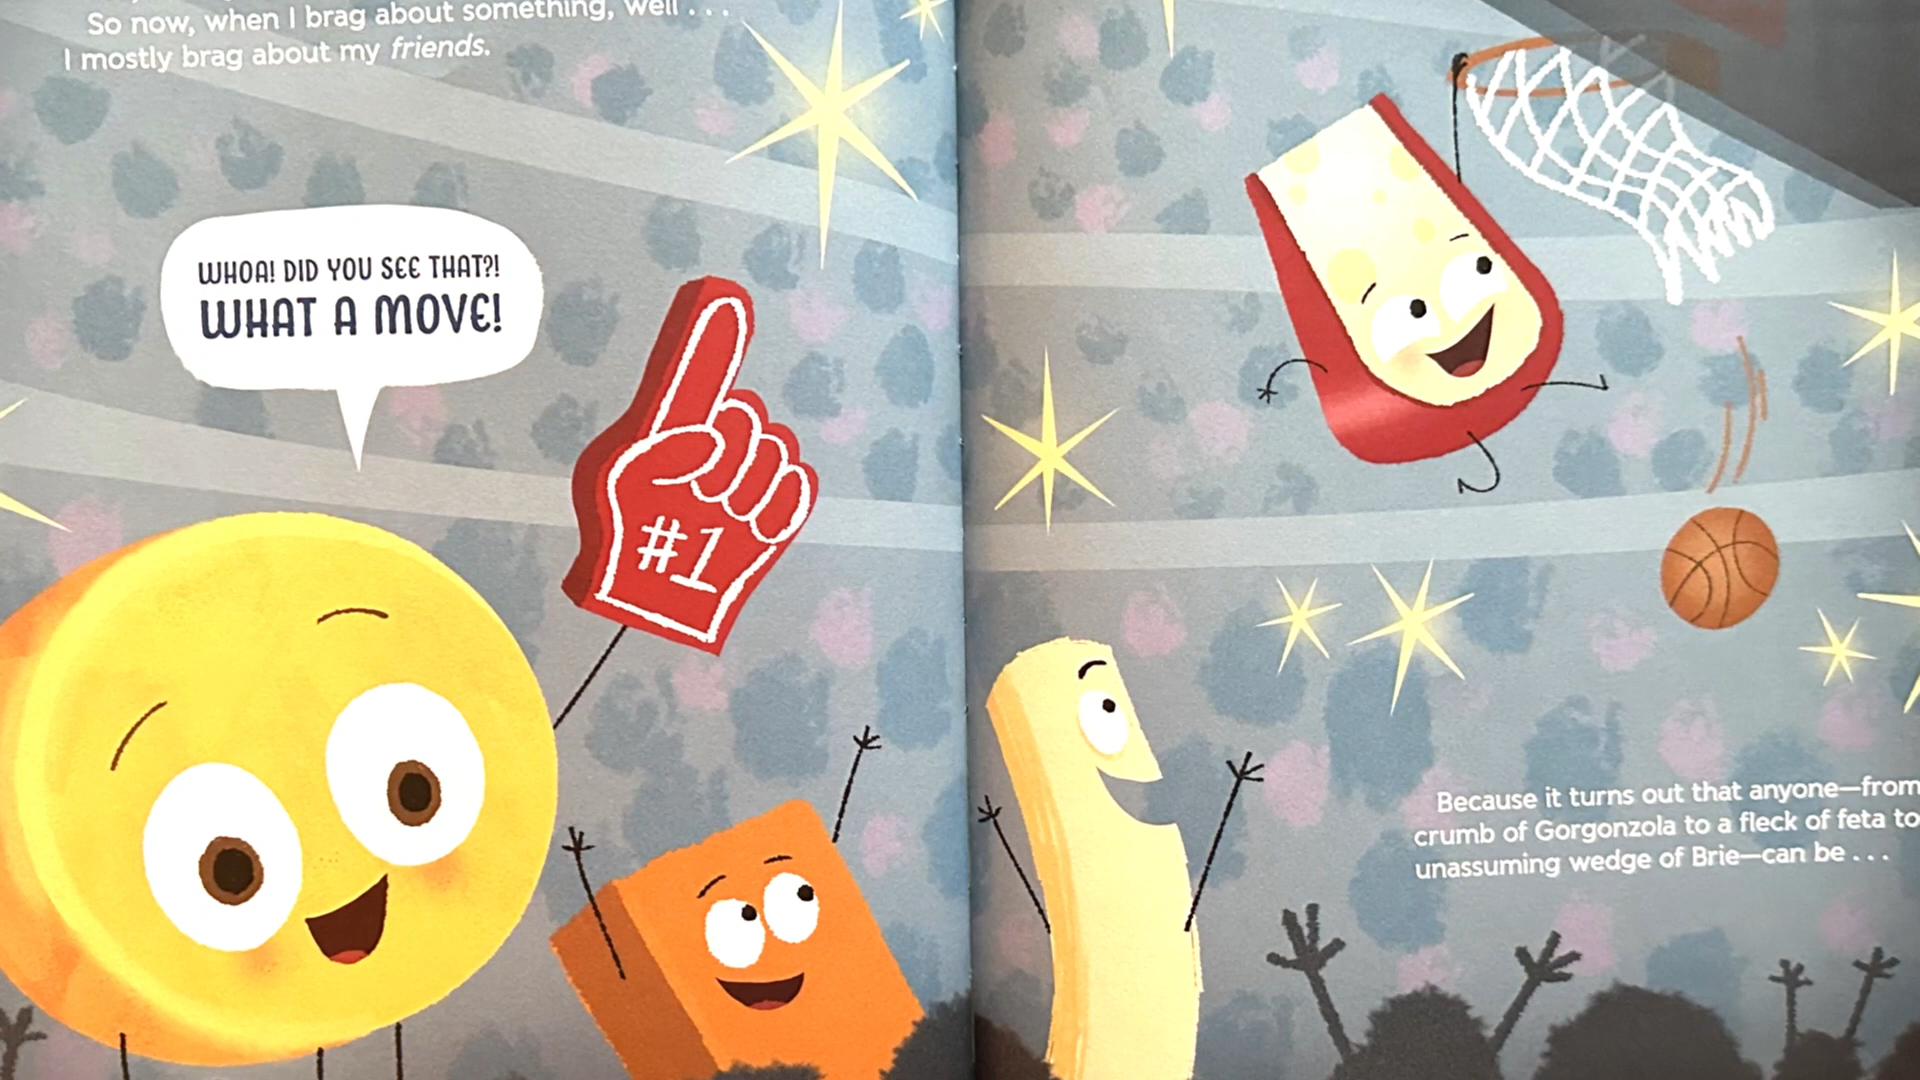 So now, when I brag about something, well . . .
I mostly brag about my friends.
WHOA! DID YOU SEE THAT?!
WHAT A MOVE!
#1
Because it turns out that anyone—from
crumb of Gorgonzola to a fleck of feta to
unassuming wedge of Brie—can be . . .